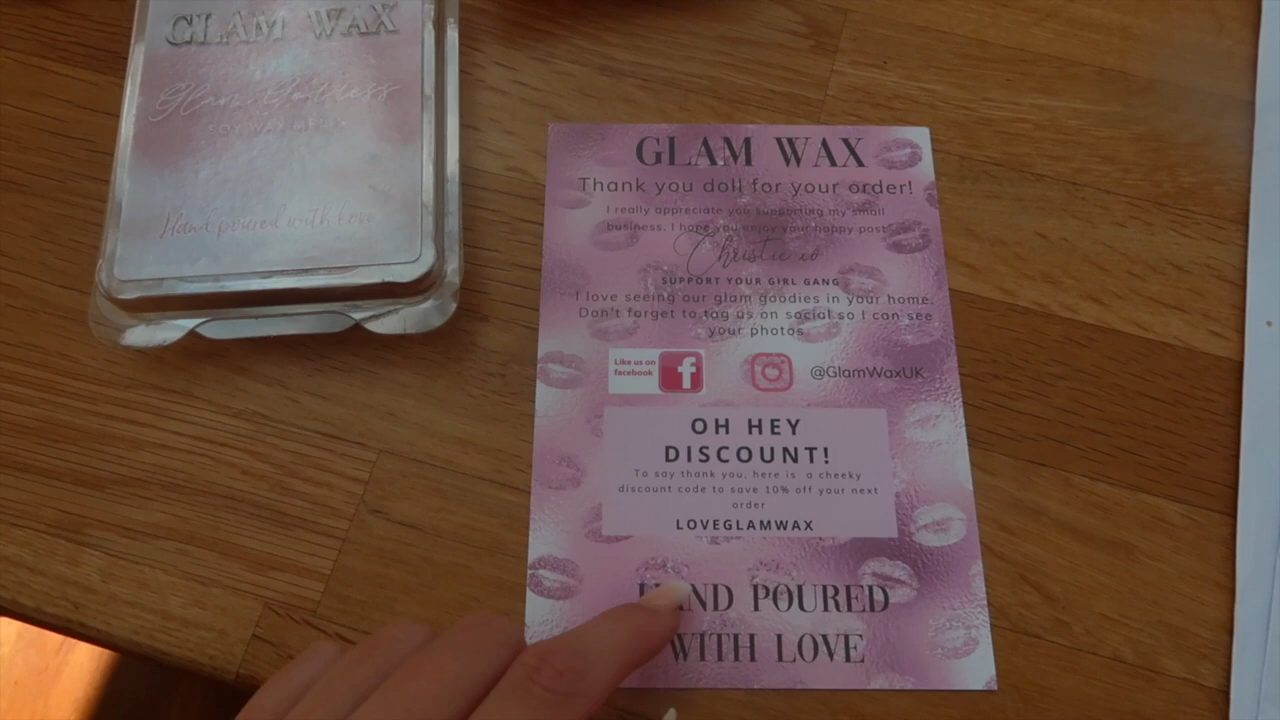 GLAM WAX
Glam Goddess
SOY WAX MELTS
Hand poured with love
GLAM WAX
Thank you doll for your order!
I really appreciate you supporting my small
business. I hope you enjoy your happy post
Christie xo
SUPPORT YOUR GIRL GANG
I love seeing our glam goodies in your home.
Don't forget to tag us on social so I can see
your photos
Like us on
facebook
@GlamWaxUK
OH HEY
DISCOUNT!
To say thank you, here is a cheeky
discount code to save 10% off your next
order
LOVEGLAMWAX
HAND POURED
WITH LOVE